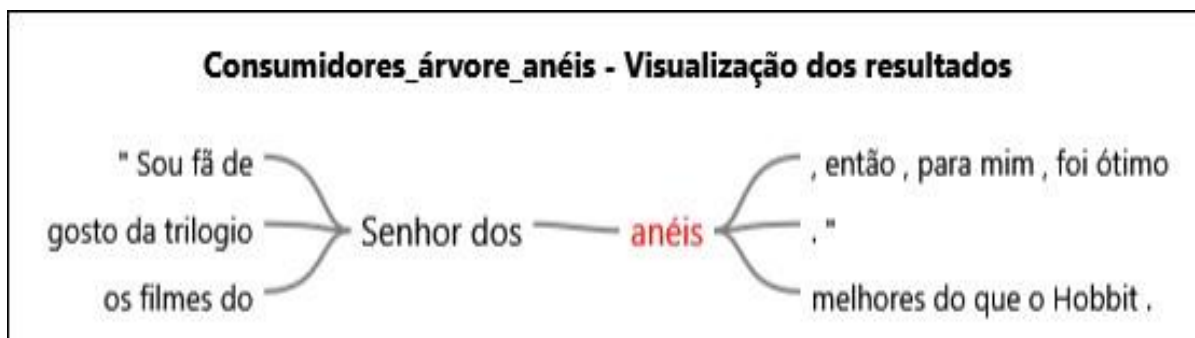 Consumidores_árvore_anéis - Visualização dos resultados
" Sou fã de
gosto da trilogio
os filmes do
Senhor dos
anéis
, então , para mim , foi ótimo
. "
melhores do que o Hobbit .